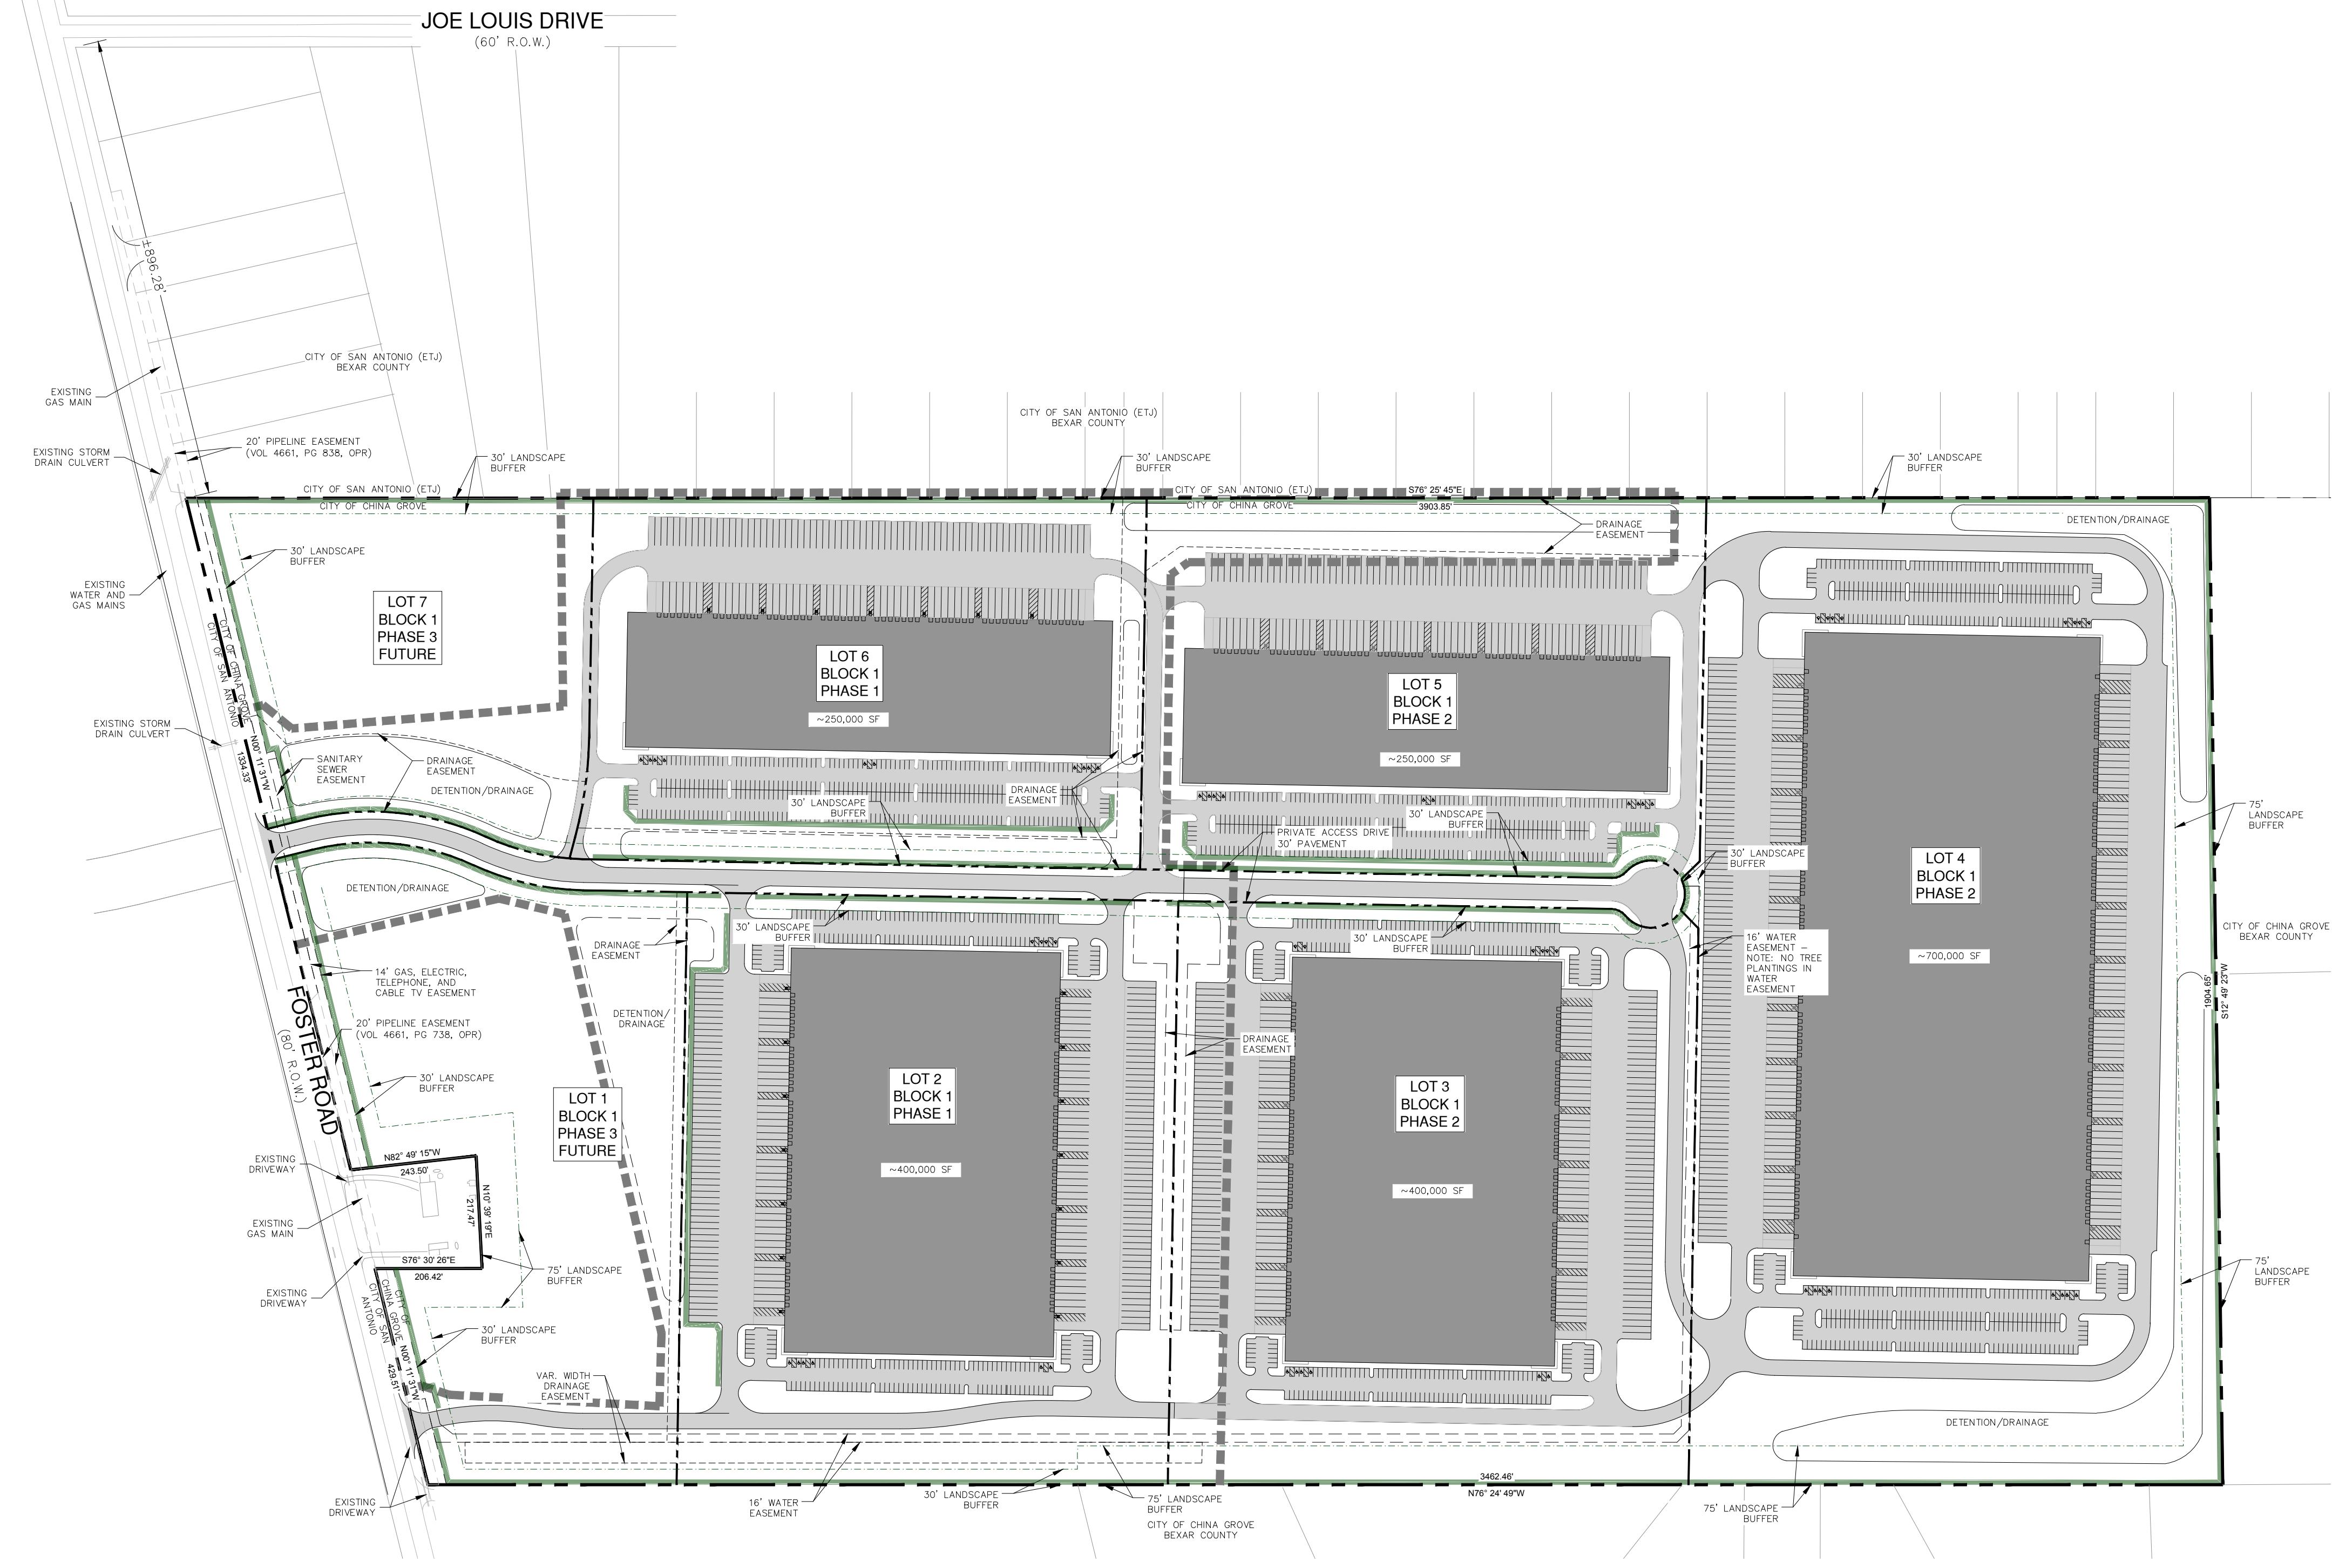 JOE LOUIS DRIVE
(60' R.O.W.)
±896.28'
CITY OF SAN ANTONIO (ETJ)
BEXAR COUNTY
EXISTING
GAS MAIN
CITY OF SAN ANTONIO (ETJ)
BEXAR COUNTY
20' PIPELINE EASEMENT
(VOL 4661, PG 838, OPR)
EXISTING STORM
DRAIN CULVERT
30' LANDSCAPE
BUFFER
30' LANDSCAPE
BUFFER
30' LANDSCAPE
BUFFER
CITY OF SAN ANTONIO (ETJ)
CITY OF CHINA GROVE
CITY OF SAN ANTONIO (ETJ)
CITY OF CHINA GROVE
S76° 25' 45"E
3903.85'
DRAINAGE
EASEMENT
DETENTION/DRAINAGE
30' LANDSCAPE
BUFFER
EXISTING
WATER AND
GAS MAINS
LOT 7
BLOCK 1
PHASE 3
FUTURE
CITY OF CHINA GROVE
CITY OF SAN ANTONIO
LOT 6
BLOCK 1
PHASE 1
~250,000 SF
LOT 5
BLOCK 1
PHASE 2
~250,000 SF
EXISTING STORM
DRAIN CULVERT
N00° 11' 31"W
1334.33'
SANITARY
SEWER
EASEMENT
DRAINAGE
EASEMENT
DETENTION/DRAINAGE
DRAINAGE
EASEMENT
30' LANDSCAPE
BUFFER
30' LANDSCAPE
BUFFER
PRIVATE ACCESS DRIVE
30' PAVEMENT
75'
LANDSCAPE
BUFFER
30' LANDSCAPE
BUFFER
LOT 4
BLOCK 1
PHASE 2
~700,000 SF
DETENTION/DRAINAGE
30' LANDSCAPE
BUFFER
30' LANDSCAPE
BUFFER
DRAINAGE
EASEMENT
16' WATER
EASEMENT –
NOTE: NO TREE
PLANTINGS IN
WATER
EASEMENT
CITY OF CHINA GROVE
BEXAR COUNTY
1904.65'
S12° 49' 23"W
14' GAS, ELECTRIC,
TELEPHONE, AND
CABLE TV EASEMENT
FOSTER ROAD
(80' R.O.W.)
20' PIPELINE EASEMENT
(VOL 4661, PG 738, OPR)
DETENTION/
DRAINAGE
DRAINAGE
EASEMENT
30' LANDSCAPE
BUFFER
LOT 1
BLOCK 1
PHASE 3
FUTURE
LOT 2
BLOCK 1
PHASE 1
~400,000 SF
LOT 3
BLOCK 1
PHASE 2
~400,000 SF
EXISTING
DRIVEWAY
N82° 49' 15"W
243.50'
N10° 39' 19"E
217.47'
EXISTING
GAS MAIN
S76° 30' 26"E
206.42'
75' LANDSCAPE
BUFFER
EXISTING
DRIVEWAY
CITY OF
CHINA GROVE
CITY OF SAN
ANTONIO
N00° 11' 31"W
429.51'
30' LANDSCAPE
BUFFER
75'
LANDSCAPE
BUFFER
VAR. WIDTH
DRAINAGE
EASEMENT
DETENTION/DRAINAGE
3462.46'
N76° 24' 49"W
EXISTING
DRIVEWAY
16' WATER
EASEMENT
30' LANDSCAPE
BUFFER
75' LANDSCAPE
BUFFER
75' LANDSCAPE
BUFFER
CITY OF CHINA GROVE
BEXAR COUNTY